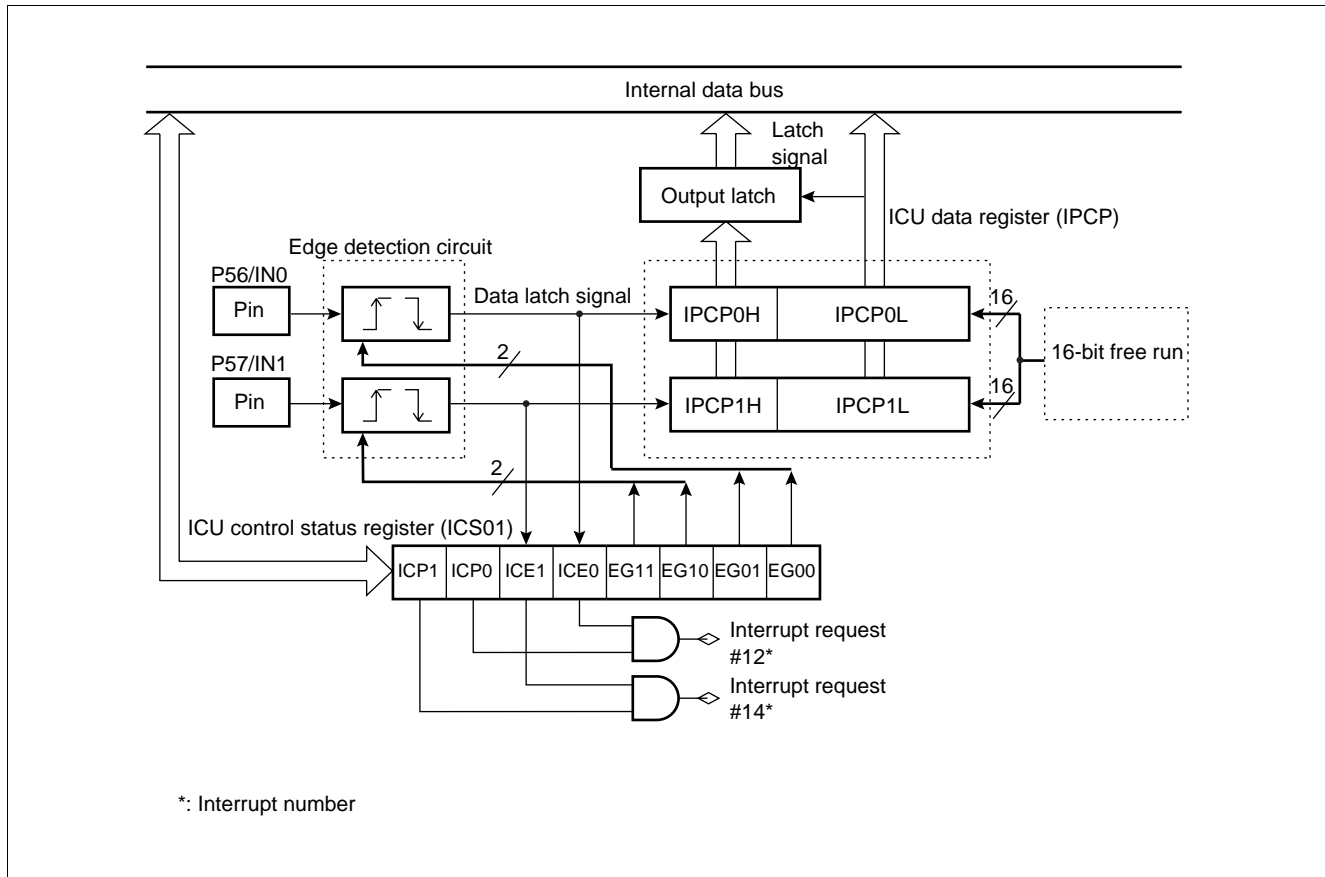 Internal data bus
Latch
signal
Output latch
ICU data register (IPCP)
Edge detection circuit
P56/IN0
Pin
Data latch signal
IPCP0H
IPCP0L
16
16-bit free run
2
P57/IN1
Pin
IPCP1H
IPCP1L
16
2
ICU control status register (ICS01)
ICP1
ICP0
ICE1
ICE0
EG11
EG10
EG01
EG00
Interrupt request
#12*
Interrupt request
#14*
*: Interrupt number